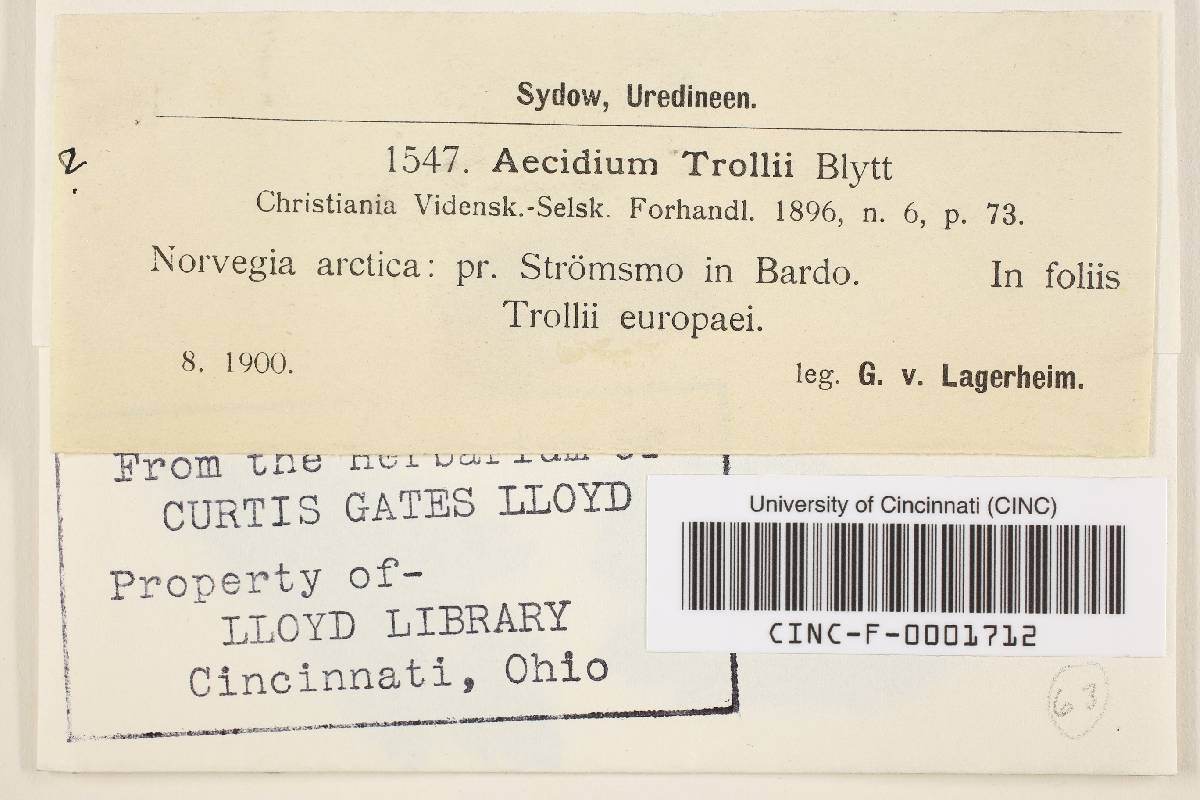 Sydow, Uredineen.
?
1547. Aecidium Trollii Blytt
Christiania Vidensk.-Selsk. Forhandl. 1896, n. 6, p. 73.
Norvegia arctica: pr. Strömsmo in Bardo. In foliis
Trollii europaei.
8. 1900. leg. G. v. Lagerheim.
From the Herbarium of
CURTIS GATES LLOYD
Property of-
LLOYD LIBRARY
Cincinnati, Ohio
University of Cincinnati (CINC)
CINC-F-0001712
63